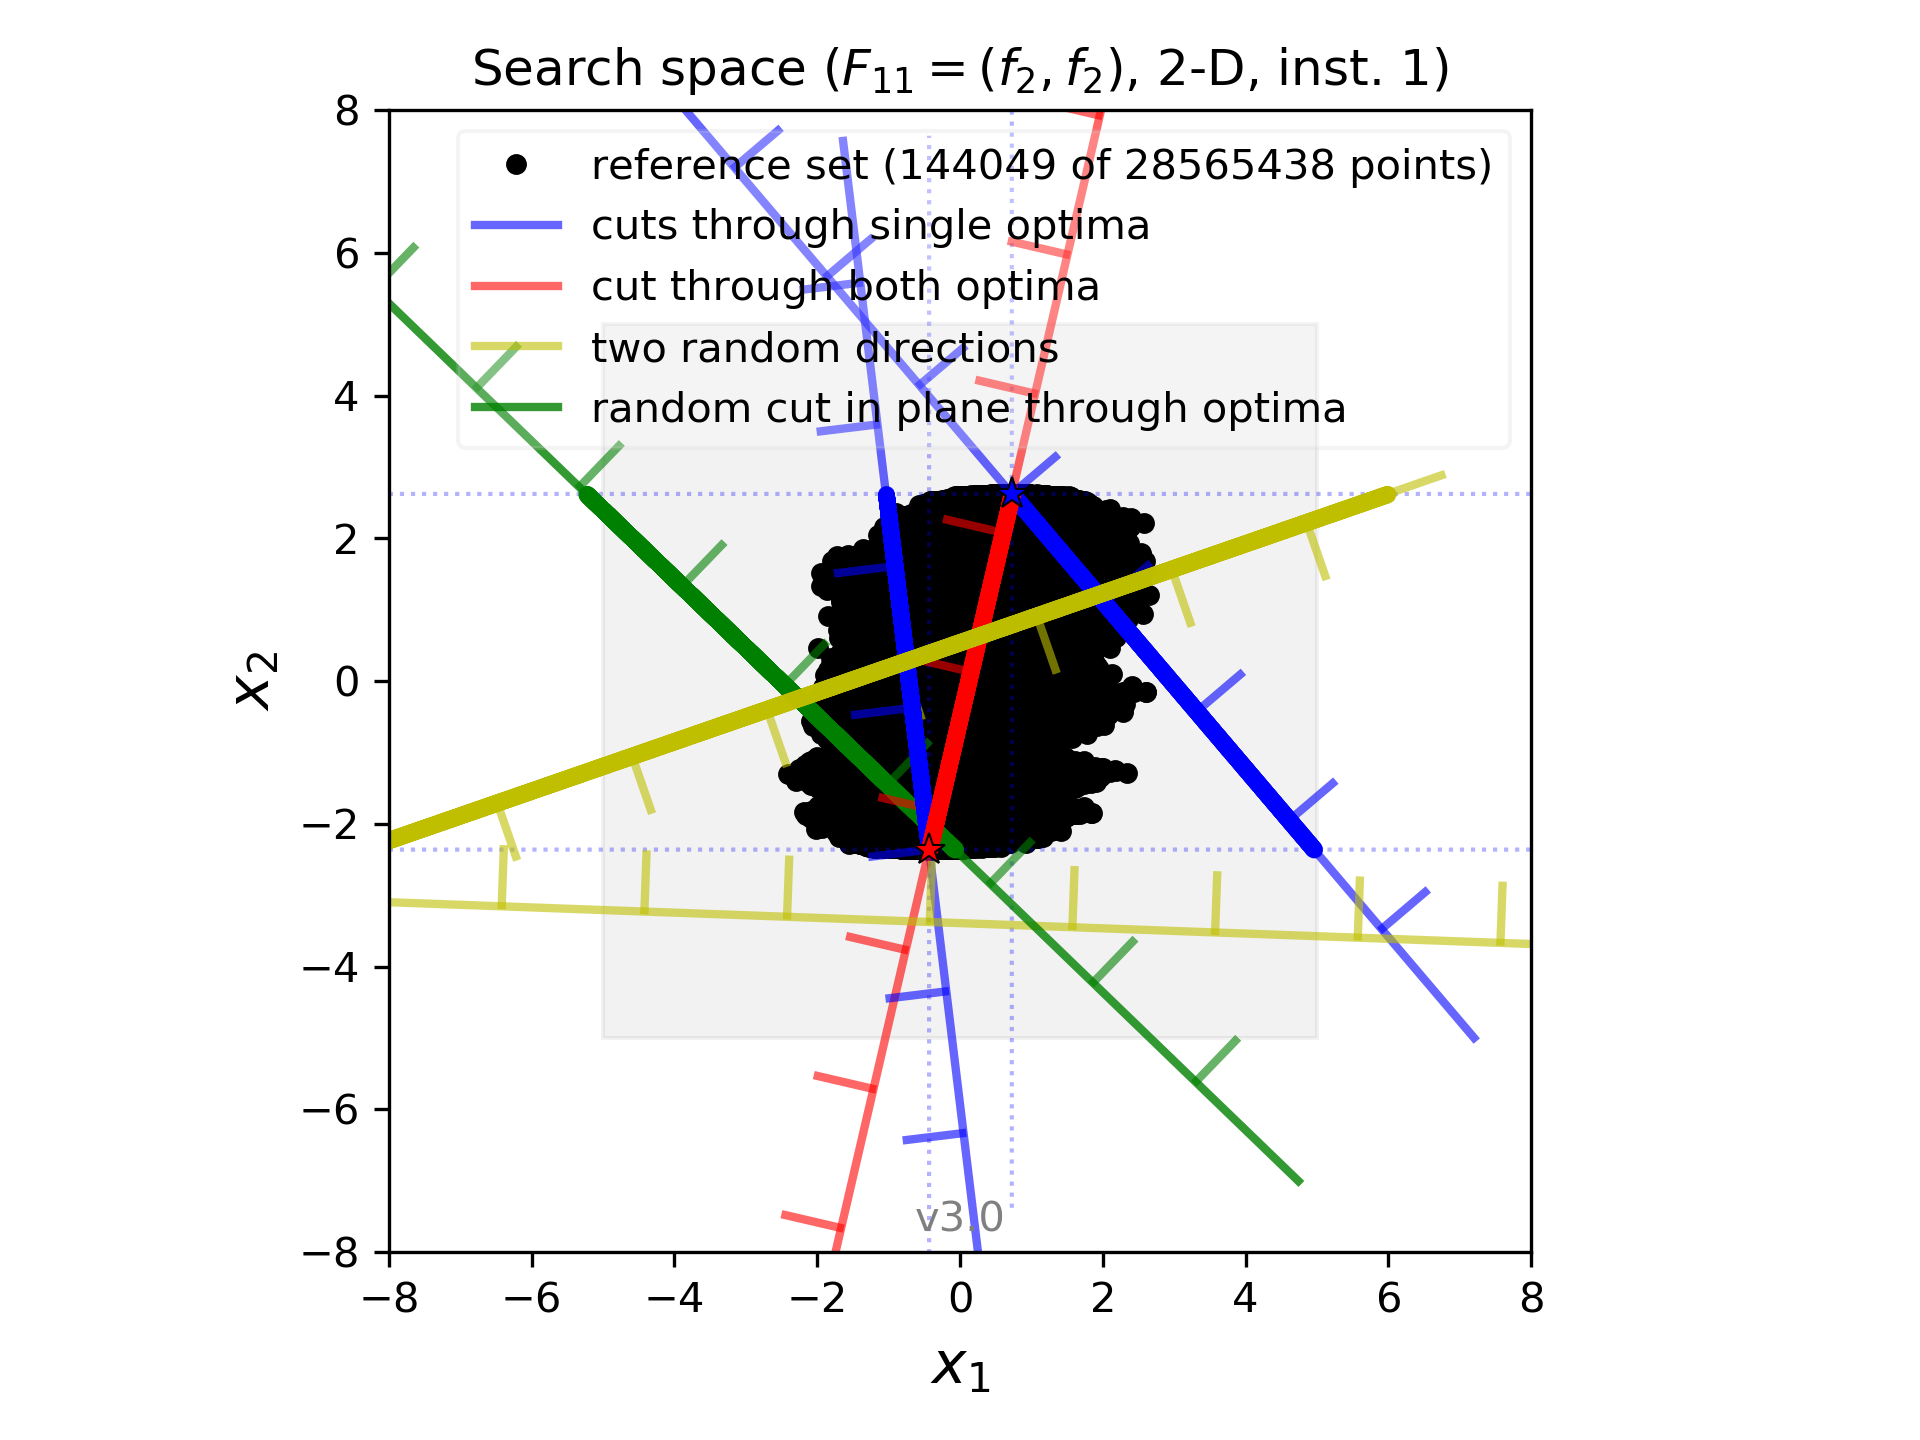 Search space (F₁₁ = (f₂, f₂), 2-D, inst. 1)
reference set (144049 of 28565438 points)
cuts through single optima
cut through both optima
two random directions
random cut in plane through optima
8
6
4
2
0
−2
−4
−6
−8
x₂
v3.0
−8 −6 −4 −2 0 2 4 6 8
x₁